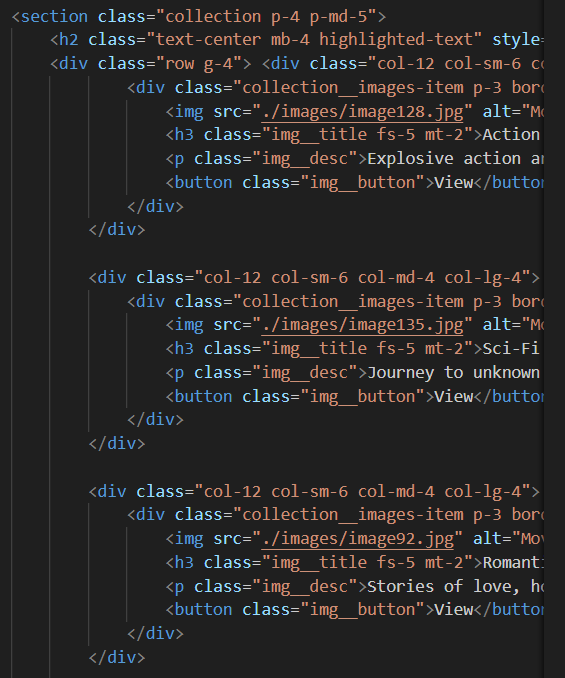 <section class="collection p-4 p-md-5">
<h2 class="text-center mb-4 highlighted-text" style=
<div class="row g-4"> <div class="col-12 col-sm-6 co
<div class="collection__images-item p-3 bord
<img src="./images/image128.jpg" alt="Mo
<h3 class="img__title fs-5 mt-2">Action
<p class="img__desc">Explosive action an
<button class="img__button">View</button
</div>
</div>
<div class="col-12 col-sm-6 col-md-4 col-lg-4">
<div class="collection__images-item p-3 bord
<img src="./images/image135.jpg" alt="Mo
<h3 class="img__title fs-5 mt-2">Sci-Fi
<p class="img__desc">Journey to unknown
<button class="img__button">View</button
</div>
</div>
<div class="col-12 col-sm-6 col-md-4 col-lg-4">
<div class="collection__images-item p-3 bord
<img src="./images/image92.jpg" alt="Mov
<h3 class="img__title fs-5 mt-2">Romanti
<p class="img__desc">Stories of love, ho
<button class="img__button">View</button
</div>
</div>